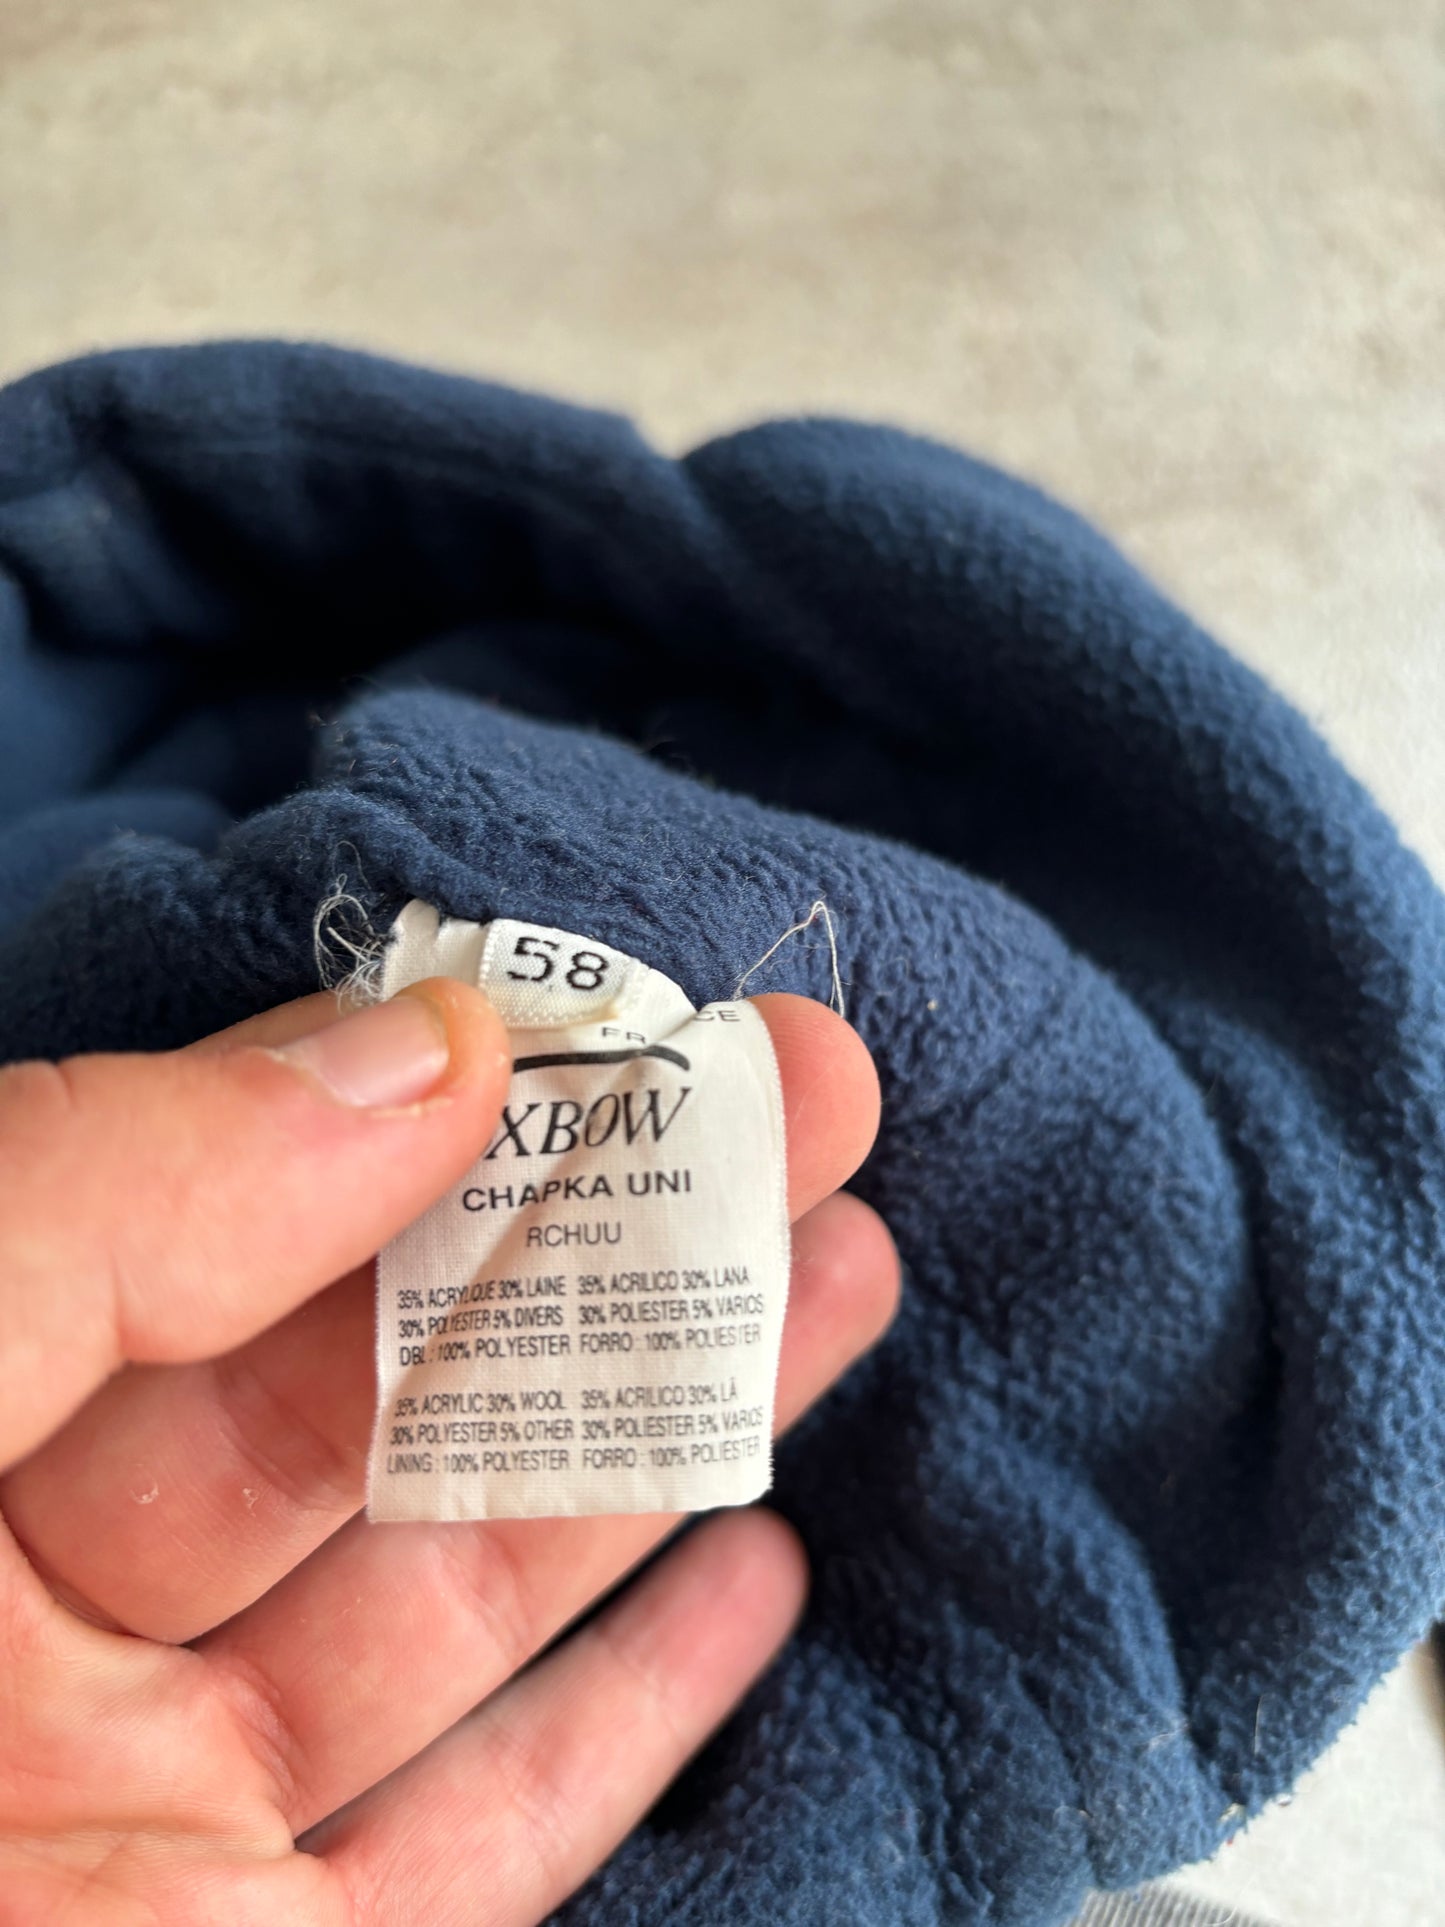 58
FR CE
XBOW
CHAPKA UNI
RCHUU
35% ACRYLIQUE 30% LAINE 35% ACRILICO 30% LANA
30% POLYESTER 5% DIVERS 30% POLIESTER 5% VARIOS
DBL : 100% POLYESTER FORRO : 100% POLIESTER
35% ACRYLIC 30% WOOL 35% ACRILICO 30% LÃ
30% POLYESTER 5% OTHER 30% POLIESTER 5% VARIOS
LINING : 100% POLYESTER FORRO : 100% POLIESTER